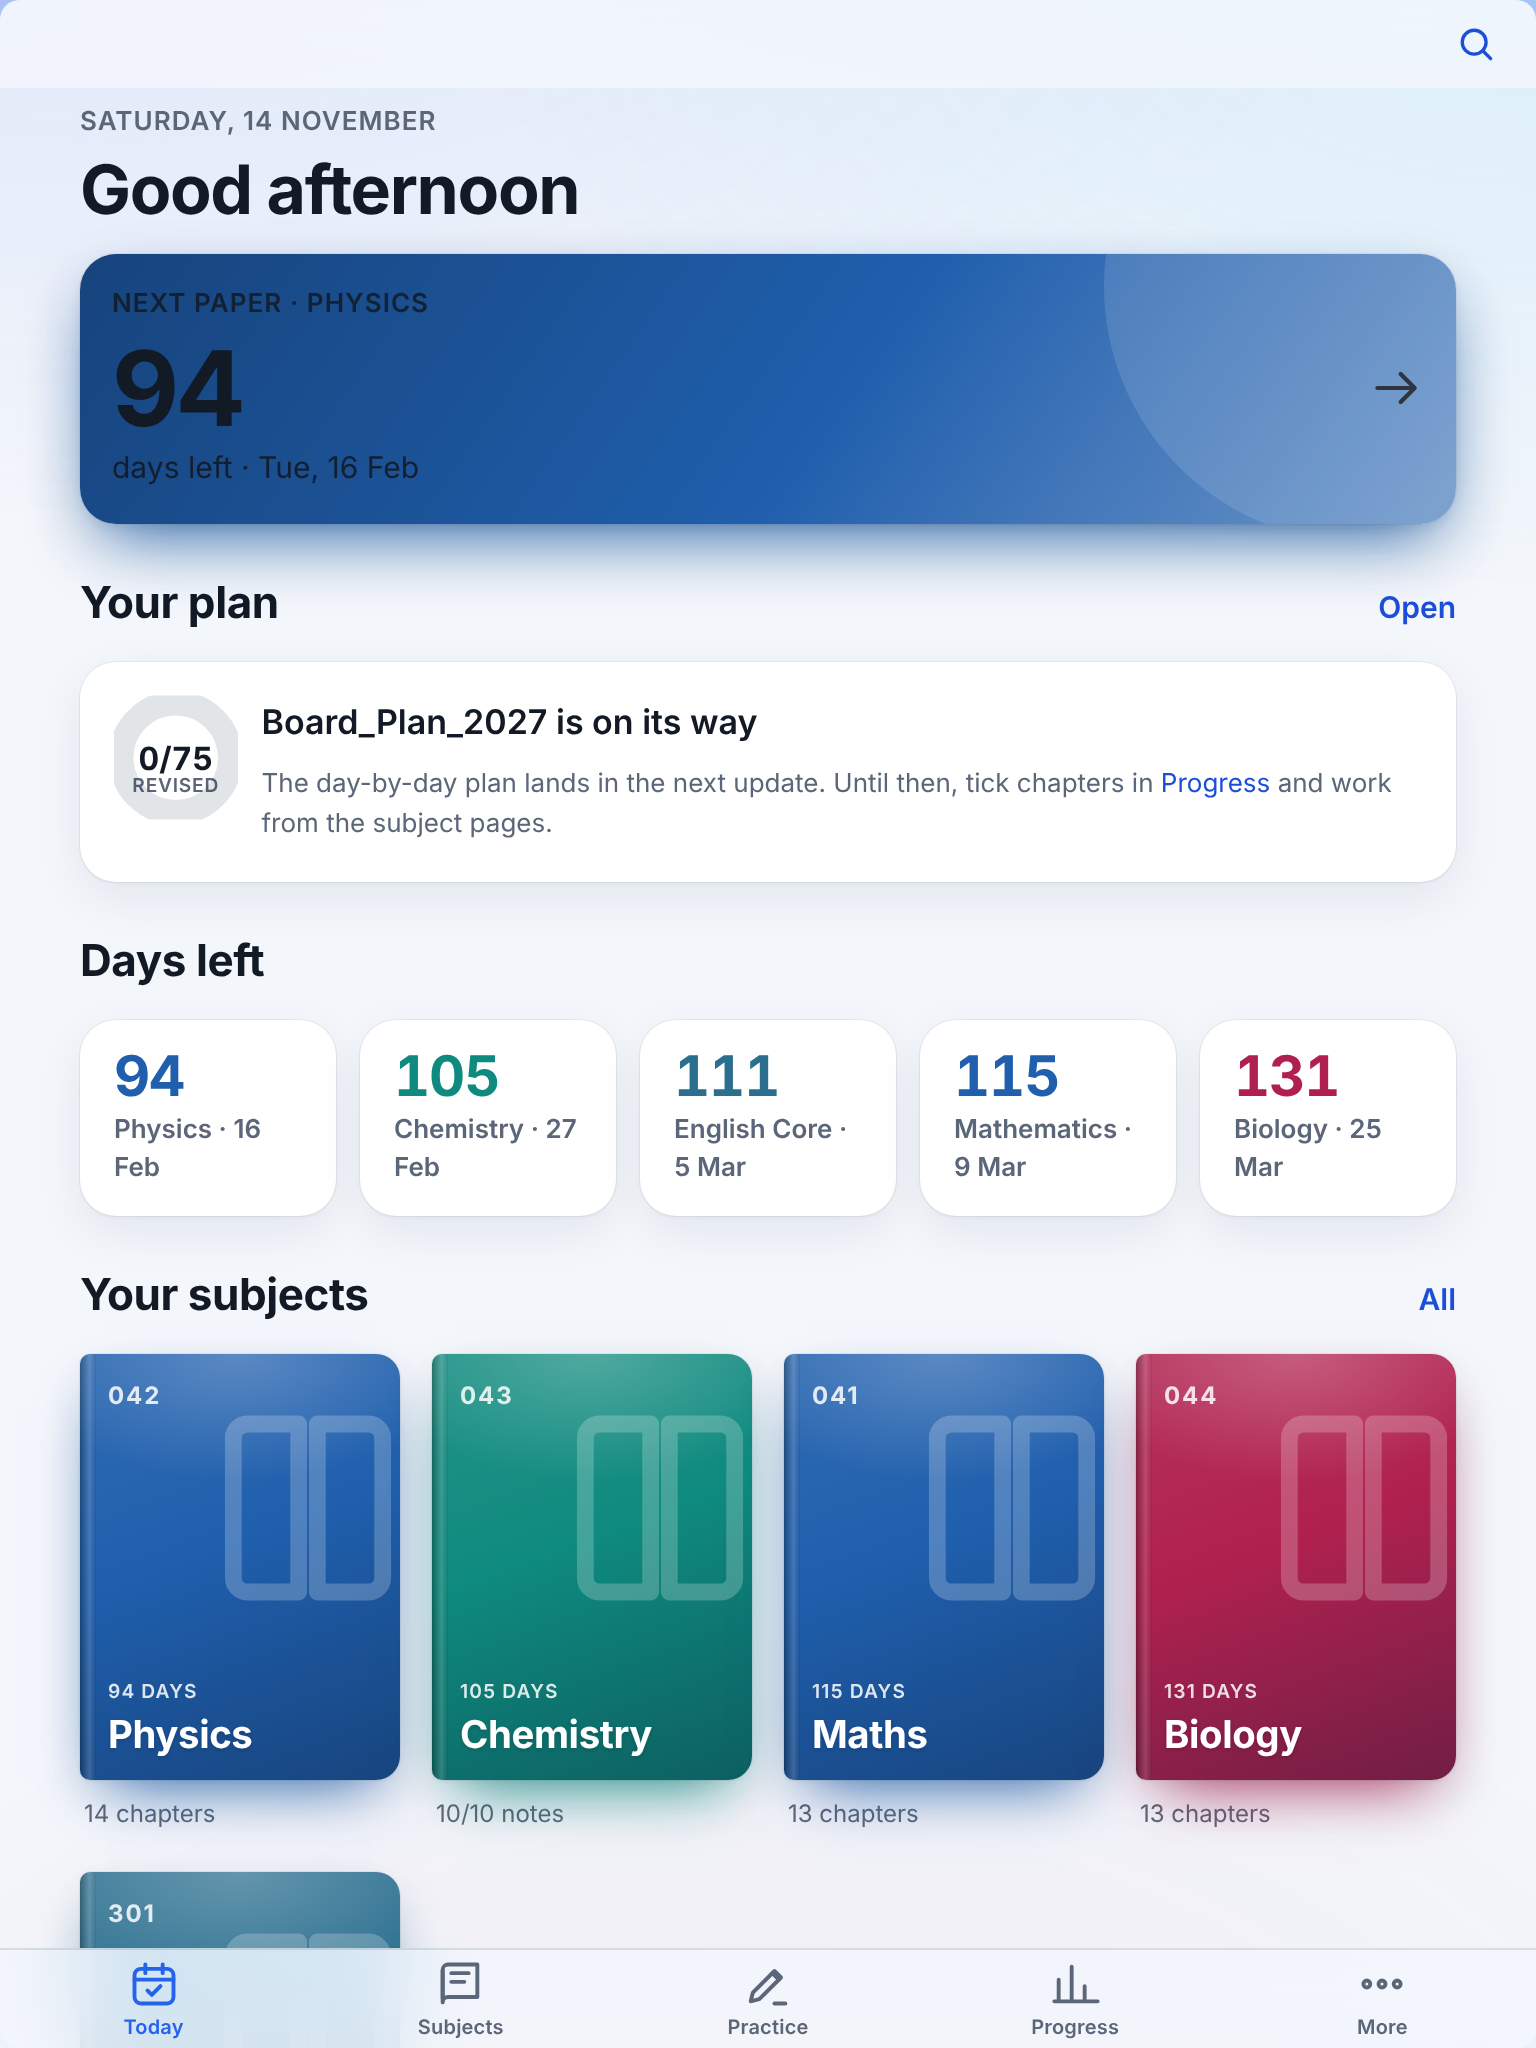 SATURDAY, 14 NOVEMBER
Good afternoon
NEXT PAPER · PHYSICS
94
days left · Tue, 16 Feb
Your plan
Open
0/75
REVISED
Board_Plan_2027 is on its way
The day-by-day plan lands in the next update. Until then, tick chapters in Progress and work
from the subject pages.
Days left
94
Physics · 16
Feb
105
Chemistry · 27
Feb
111
English Core ·
5 Mar
115
Mathematics ·
9 Mar
131
Biology · 25
Mar
Your subjects
All
042
94 DAYS
Physics
14 chapters
043
105 DAYS
Chemistry
10/10 notes
041
115 DAYS
Maths
13 chapters
044
131 DAYS
Biology
13 chapters
301
Today
Subjects
Practice
Progress
More